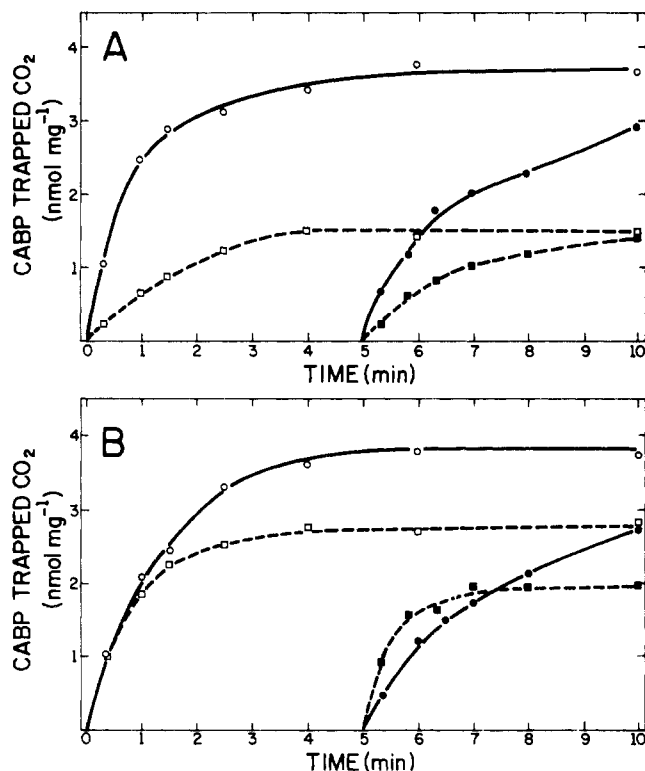 A
CABP TRAPPED CO₂
(nmol mg⁻¹)
4
3
2
1
0 1 2 3 4 5 6 7 8 9 10
TIME (min)
B
CABP TRAPPED CO₂
(nmol mg⁻¹)
4
3
2
1
0 1 2 3 4 5 6 7 8 9 10
TIME (min)